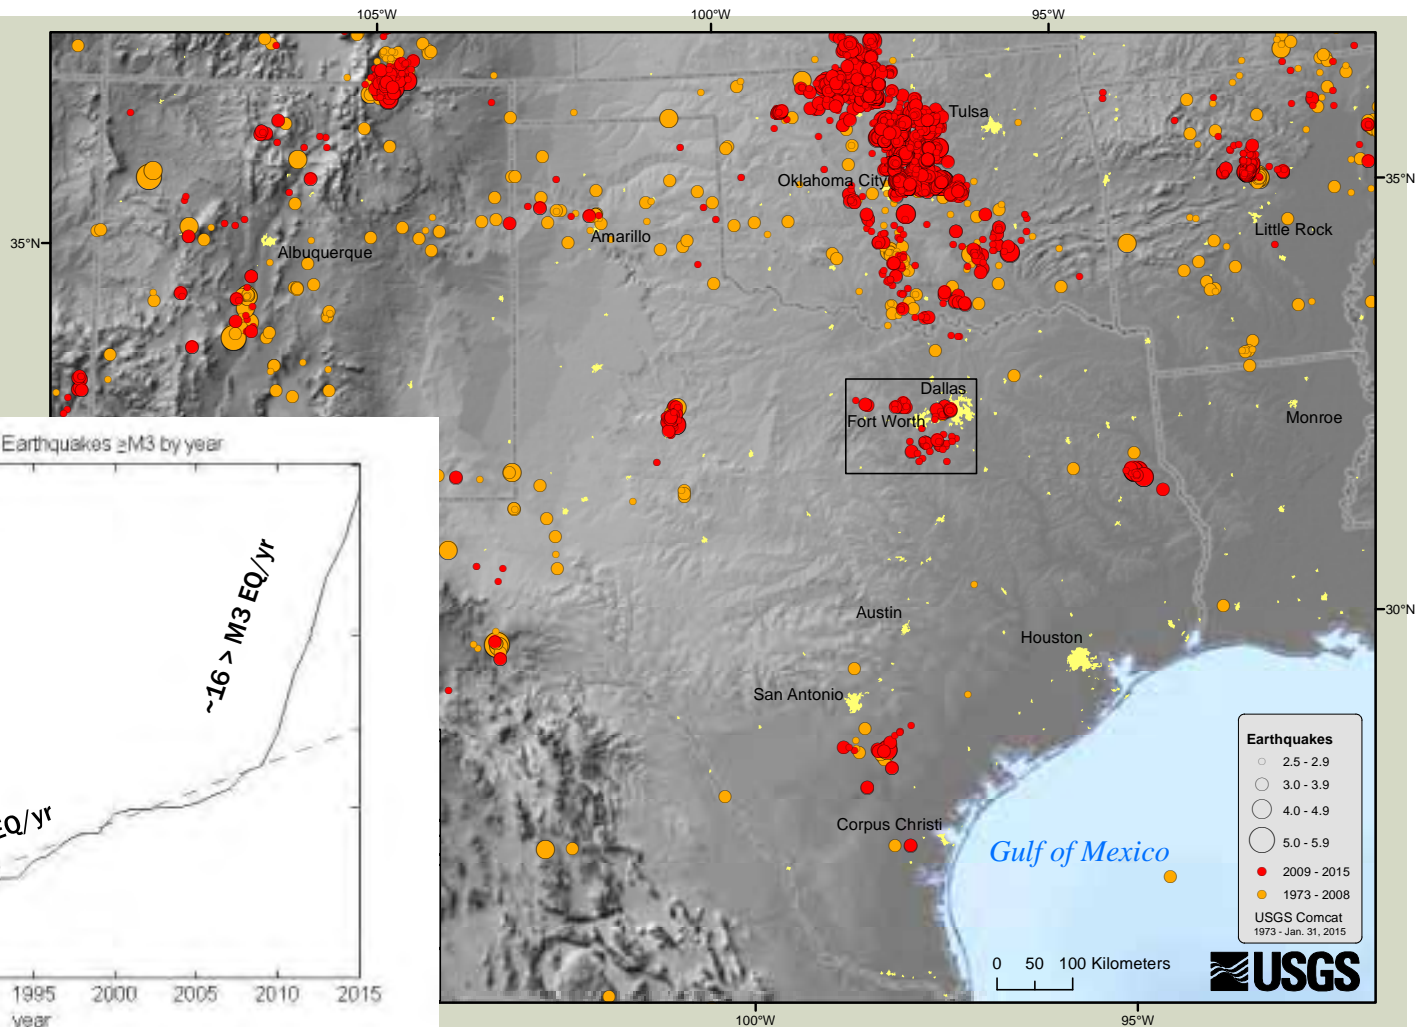 105°W
100°W
95°W
Tulsa
Oklahoma City
35°N
Little Rock
Amarillo
35°N
Albuquerque
Dallas
Fort Worth
Monroe
Earthquakes ≥M3 by year
~16 > M3 EQ/yr
EQ/yr
1995
2000
2005
2010
2015
year
30°N
Austin
Houston
San Antonio
Corpus Christi
Gulf of Mexico
Earthquakes
2.5 - 2.9
3.0 - 3.9
4.0 - 4.9
5.0 - 5.9
2009 - 2015
1973 - 2008
USGS Comcat
1973 - Jan. 31, 2015
0 50 100 Kilometers
USGS
100°W
95°W